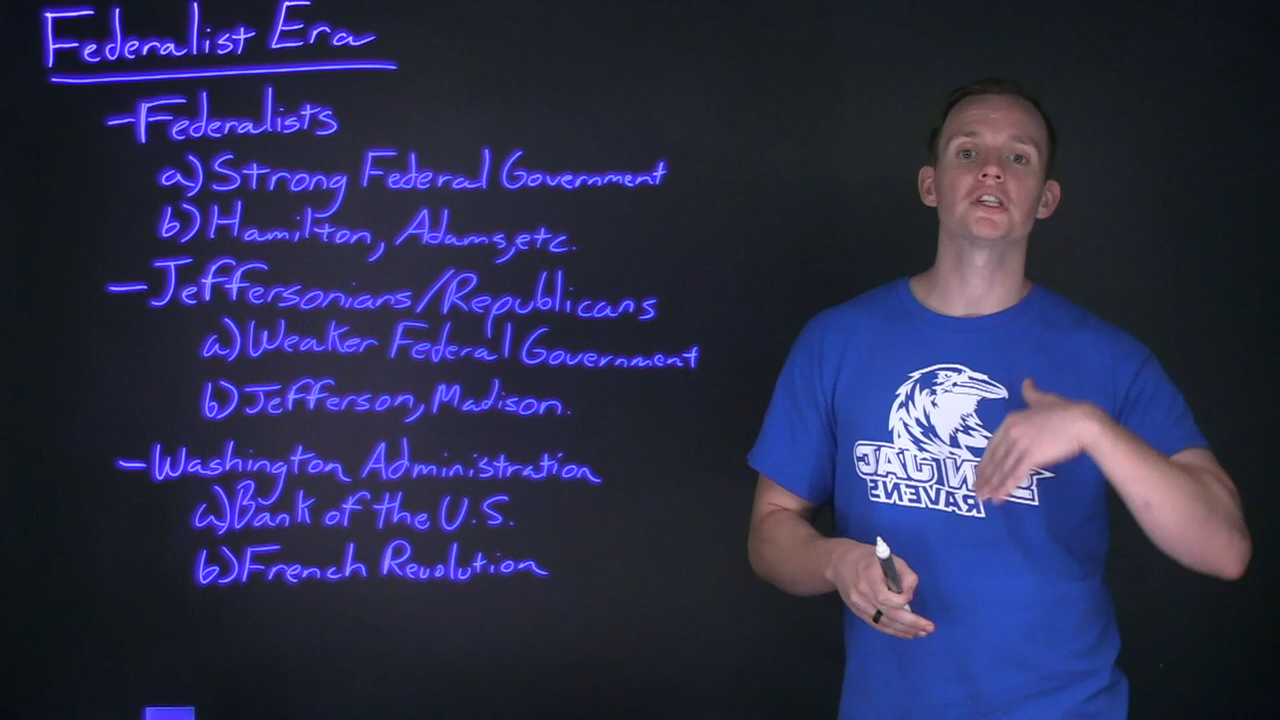 Federalist Era
- Federalists
a) Strong Federal Government
b) Hamilton, Adams, etc.
- Jeffersonians/Republicans
a) Weaker Federal Government
b) Jefferson, Madison.
- Washington Administration
a) Bank of the U.S.
b) French Revolution
RAVENS